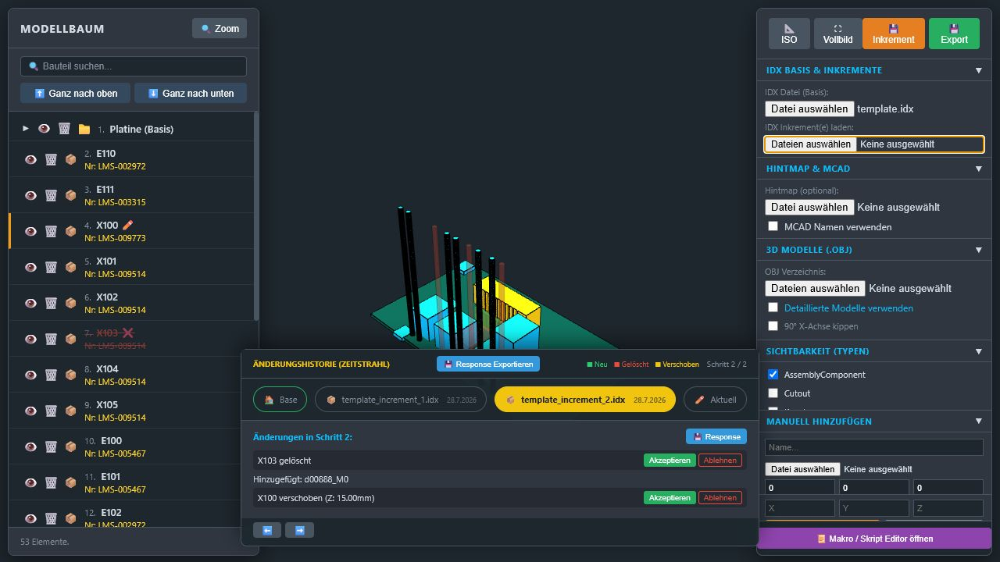 MODELLBAUM
Zoom
Bauteil suchen...
Ganz nach oben
Ganz nach unten
1. Platine (Basis)
2. E110
Nr: LMS-002972
3. E111
Nr: LMS-003315
4. X100
Nr: LMS-009773
5. X101
Nr: LMS-009514
6. X102
Nr: LMS-009514
7. X103
Nr: LMS-009514
8. X104
Nr: LMS-009514
9. X105
Nr: LMS-009514
10. E100
Nr: LMS-005467
11. E101
Nr: LMS-005467
12. E102
Nr: LMS-002972
53 Elemente.
ÄNDERUNGSHISTORIE (ZEITSTRAHL)
Response Exportieren
Neu
Gelöscht
Verschoben
Schritt 2 / 2
Base
template_increment_1.idx 28.7.2026
template_increment_2.idx 28.7.2026
Aktuell
Änderungen in Schritt 2:
Response
X103 gelöscht
Akzeptieren
Ablehnen
Hinzugefügt: d00888_M0
X100 verschoben (Z: 15.00mm)
Akzeptieren
Ablehnen
ISO
Vollbild
Inkrement
Export
IDX BASIS & INKREMENTE
IDX Datei (Basis):
Datei auswählen template.idx
IDX Inkrement(e) laden:
Dateien auswählen Keine ausgewählt
HINTMAP & MCAD
Hintmap (optional):
Datei auswählen Keine ausgewählt
MCAD Namen verwenden
3D MODELLE (.OBJ)
OBJ Verzeichnis:
Dateien auswählen Keine ausgewählt
Detaillierte Modelle verwenden
90° X-Achse kippen
SICHTBARKEIT (TYPEN)
AssemblyComponent
Cutout
MANUELL HINZUFÜGEN
Name...
Datei auswählen Keine ausgewählt
0 0 0
X Y Z
Makro / Skript Editor öffnen